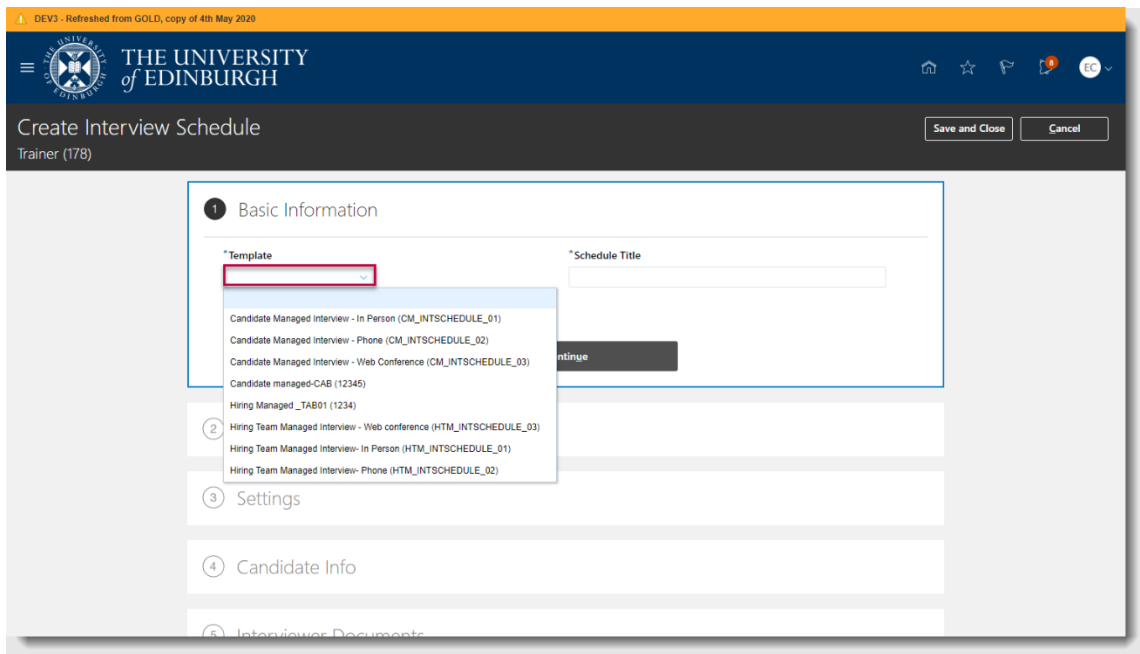 DEV3 - Refreshed from GOLD, copy of 4th May 2020
THE UNIVERSITY
of EDINBURGH
8
EC
Create Interview Schedule
Save and Close
Cancel
Trainer (178)
1 Basic Information
*Template
*Schedule Title
Candidate Managed Interview - In Person (CM_INTSCHEDULE_01)
Candidate Managed Interview - Phone (CM_INTSCHEDULE_02)
Candidate Managed Interview - Web Conference (CM_INTSCHEDULE_03)
Candidate managed-CAB (12345)
Hiring Managed _TAB01 (1234)
Hiring Team Managed Interview - Web conference (HTM_INTSCHEDULE_03)
Hiring Team Managed Interview- In Person (HTM_INTSCHEDULE_01)
Hiring Team Managed Interview- Phone (HTM_INTSCHEDULE_02)
ntinue
2
3 Settings
4 Candidate Info
5 Interviewer Documents